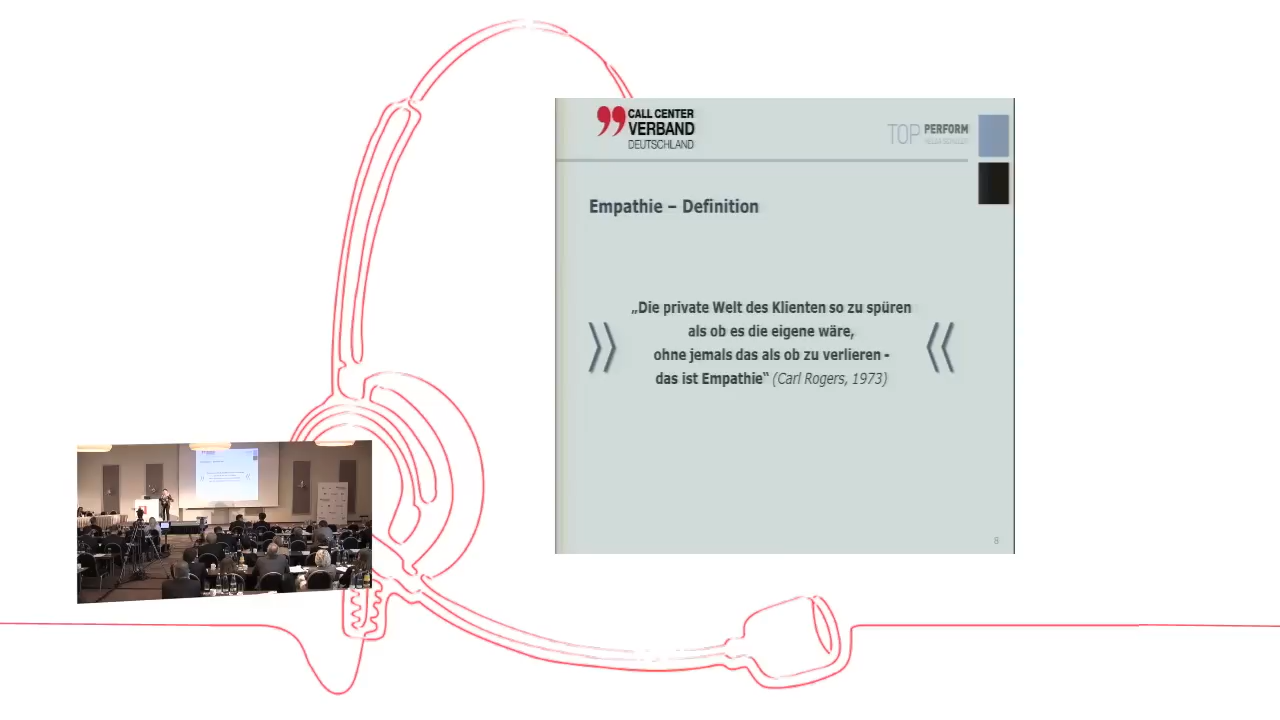 CALL CENTER
VERBAND
DEUTSCHLAND
TOP PERFORM
Empathie – Definition
„Die private Welt des Klienten so zu spüren
als ob es die eigene wäre,
ohne jemals das als ob zu verlieren -
das ist Empathie“ (Carl Rogers, 1973)
8